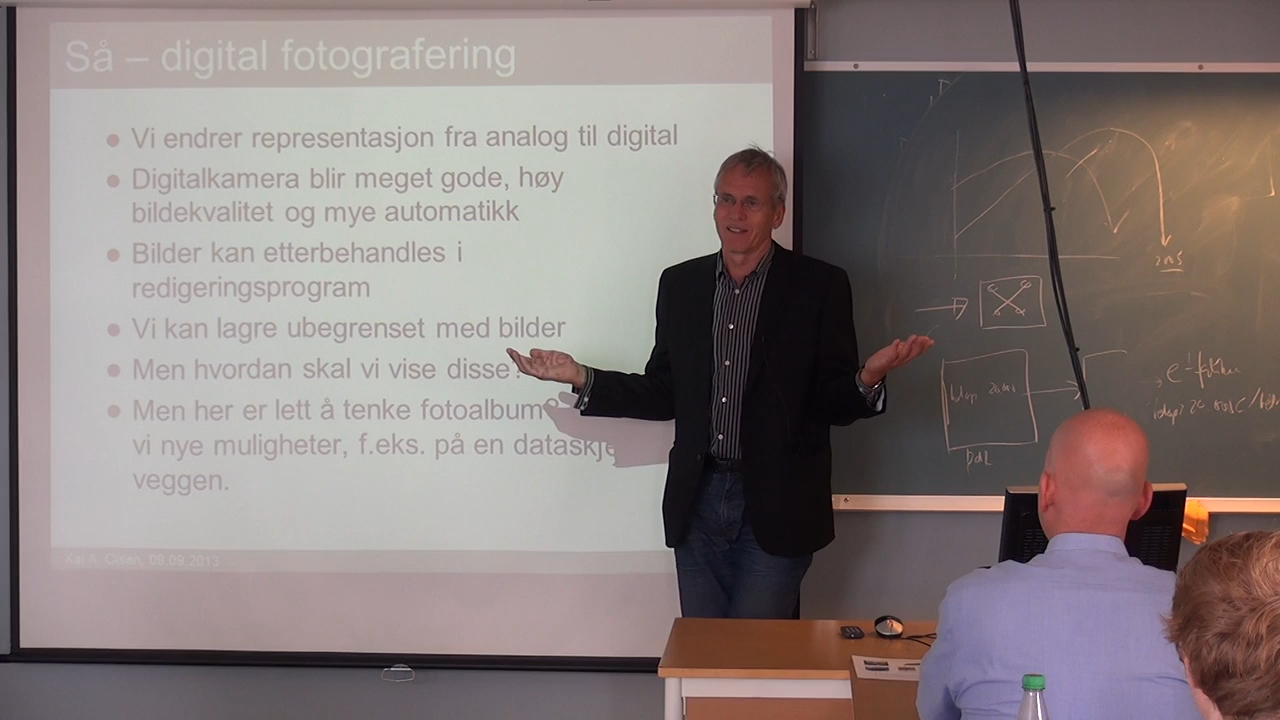 Så – digital fotografering
● Vi endrer representasjon fra analog til digital
● Digitalkamera blir meget gode, høy
bildekvalitet og mye automatikk
● Bilder kan etterbehandles i
redigeringsprogram
● Vi kan lagre ubegrenset med bilder
● Men hvordan skal vi vise disse?
● Men her er lett å tenke fotoalbum?
vi nye muligheter, f.eks. på en dataskje
veggen.
Kai A. Olsen, 09.09.2013